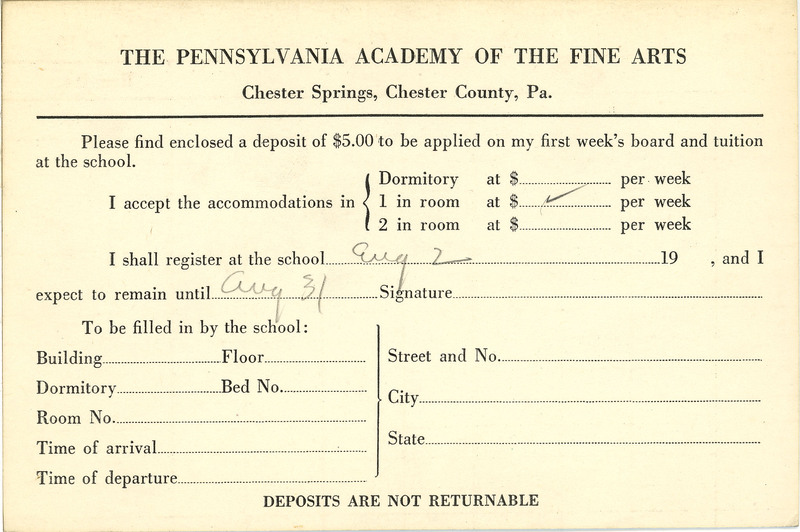 THE PENNSYLVANIA ACADEMY OF THE FINE ARTS
Chester Springs, Chester County, Pa.
Please find enclosed a deposit of $5.00 to be applied on my first week's board and tuition
at the school.
Dormitory at $ per week
I accept the accommodations in 1 in room at $ ✓ per week
2 in room at $ per week
I shall register at the school Aug 2 19 , and I
expect to remain until Aug 31 Signature
To be filled in by the school:
Building Floor
Street and No.
Dormitory Bed No.
City
Room No.
State
Time of arrival
Time of departure
DEPOSITS ARE NOT RETURNABLE